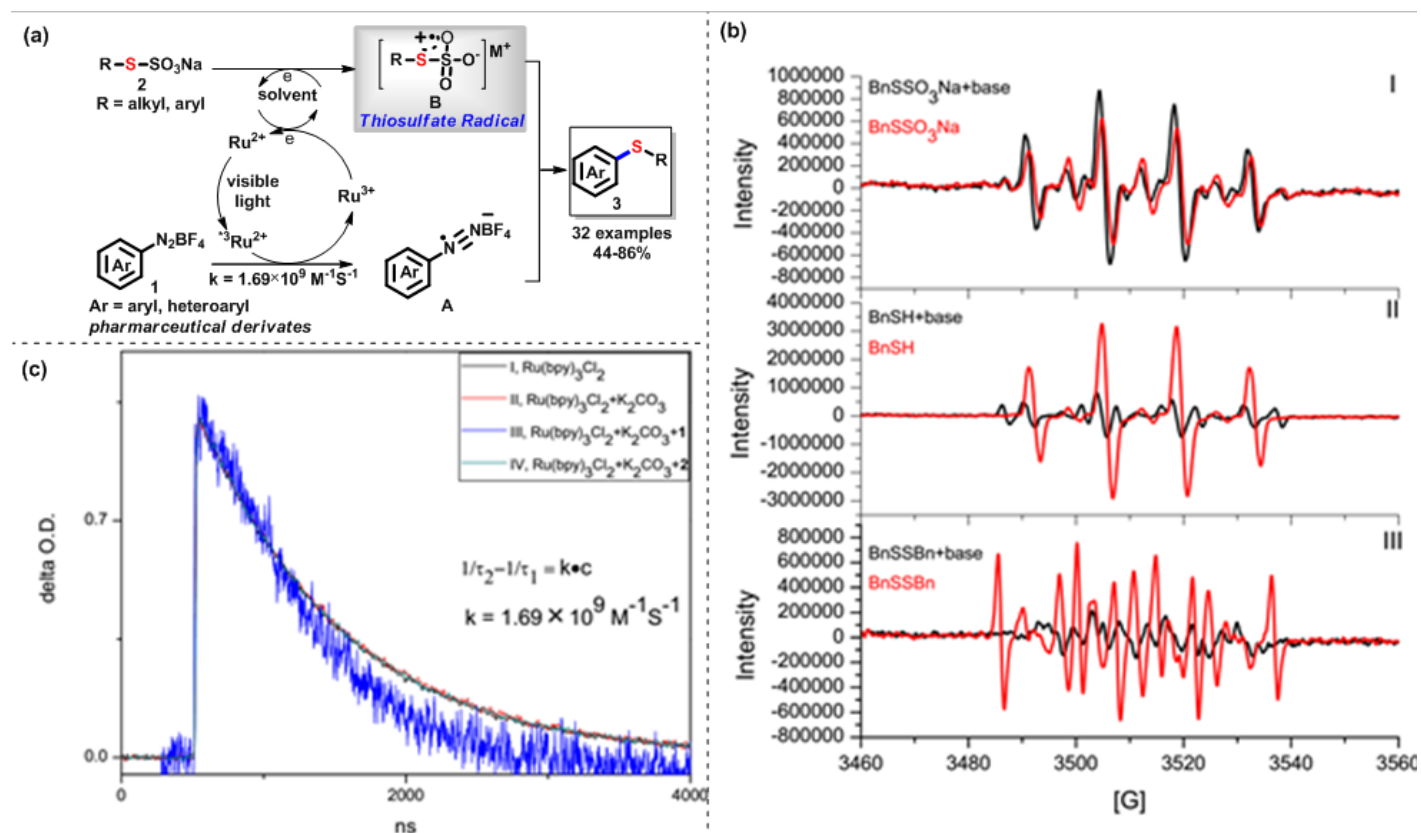 (a)
R–S–SO₃Na
2
R = alkyl, aryl
e
solvent
e
Ru²⁺
visible
light
*³Ru²⁺
Ru³⁺
N₂BF₄
Ar
1
k = 1.69×10⁹ M⁻¹S⁻¹
Ar = aryl, heteroaryl
pharmarceutical derivates
+•
O
R–S–S–O⁻
O
M⁺
B
Thiosulfate Radical
N≡NBF₄
Ar
A
S
R
Ar
3
32 examples
44-86%
(b)
I
BnSSO₃Na+base
BnSSO₃Na
Intensity
1000000
800000
600000
400000
200000
0
-200000
-400000
-600000
-800000
II
BnSH+base
BnSH
Intensity
4000000
3000000
2000000
1000000
0
-1000000
-2000000
-3000000
III
BnSSBn+base
BnSSBn
Intensity
800000
600000
400000
200000
0
-200000
-400000
-600000
-800000
3460 3480 3500 3520 3540 3560
[G]
(c)
I, Ru(bpy)₃Cl₂
II, Ru(bpy)₃Cl₂+K₂CO₃
III, Ru(bpy)₃Cl₂+K₂CO₃+1
IV, Ru(bpy)₃Cl₂+K₂CO₃+2
1/τ₂–1/τ₁ = k•c
k = 1.69 × 10⁹ M⁻¹S⁻¹
delta O.D.
0.7
0.0
0 2000 4000
ns